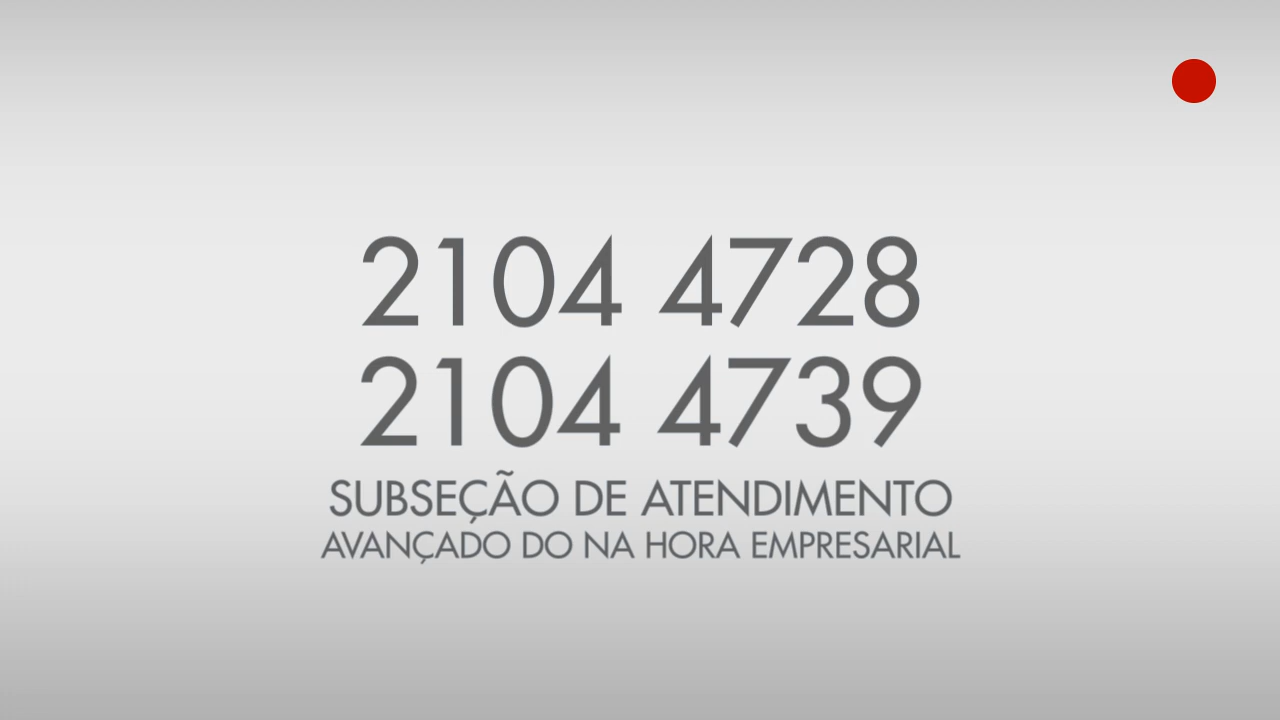 2104 4728
2104 4739
SUBSEÇÃO DE ATENDIMENTO
AVANÇADO DO NA HORA EMPRESARIAL